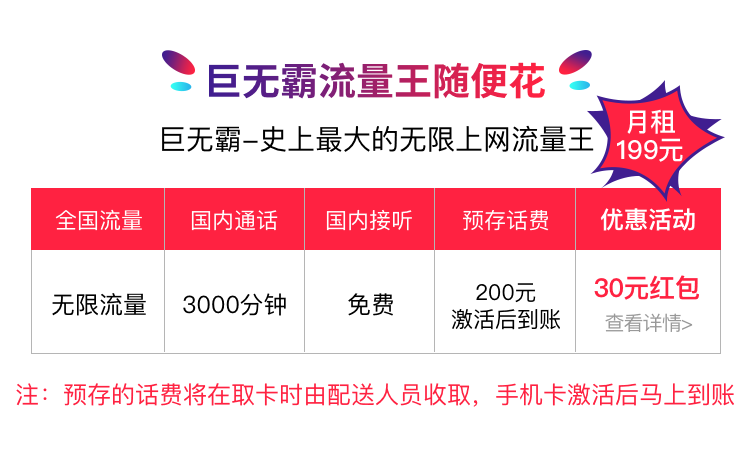 巨无霸流量王随便花
巨无霸-史上最大的无限上网流量王
月租
199元
全国流量 国内通话 国内接听 预存话费 优惠活动
无限流量 3000分钟 免费 200元 激活后到账 30元红包 查看详情>
注：预存的话费将在取卡时由配送人员收取，手机卡激活后马上到账